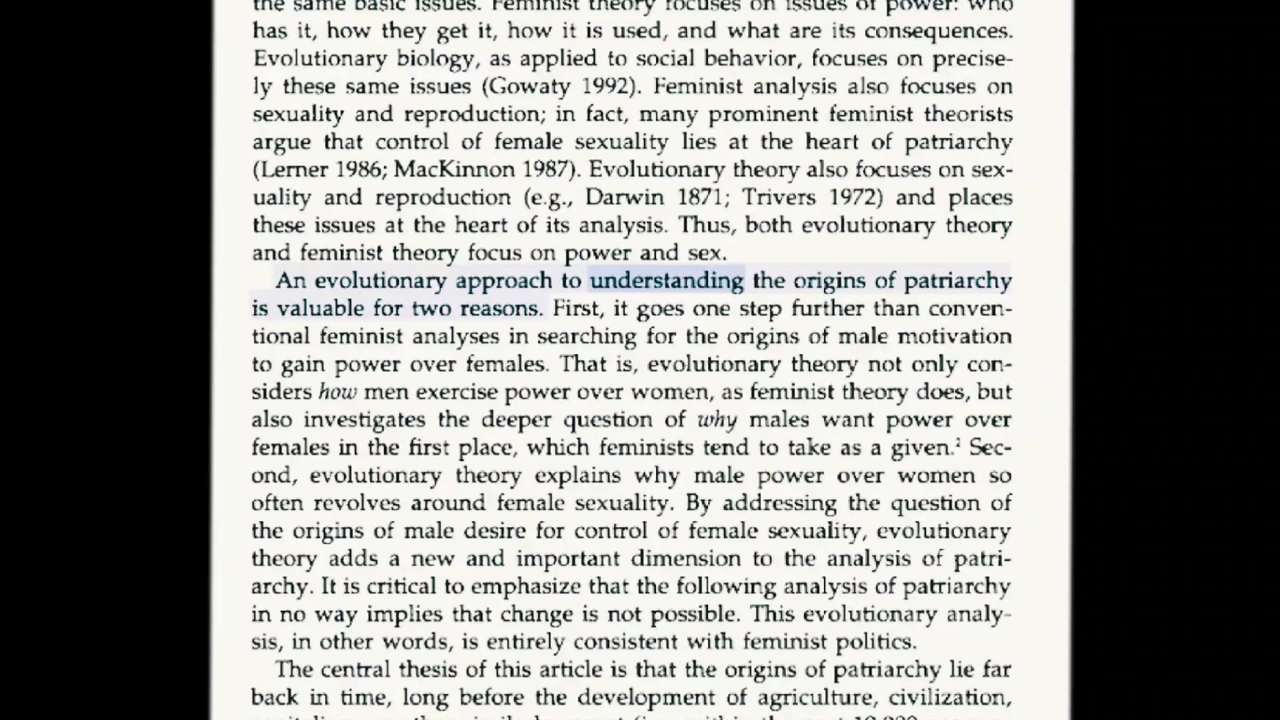 the same basic issues. Feminist theory focuses on issues of power: who
has it, how they get it, how it is used, and what are its consequences.
Evolutionary biology, as applied to social behavior, focuses on precise-
ly these same issues (Gowaty 1992). Feminist analysis also focuses on
sexuality and reproduction; in fact, many prominent feminist theorists
argue that control of female sexuality lies at the heart of patriarchy
(Lerner 1986; MacKinnon 1987). Evolutionary theory also focuses on sex-
uality and reproduction (e.g., Darwin 1871; Trivers 1972) and places
these issues at the heart of its analysis. Thus, both evolutionary theory
and feminist theory focus on power and sex.
An evolutionary approach to understanding the origins of patriarchy
is valuable for two reasons. First, it goes one step further than conven-
tional feminist analyses in searching for the origins of male motivation
to gain power over females. That is, evolutionary theory not only con-
siders how men exercise power over women, as feminist theory does, but
also investigates the deeper question of why males want power over
females in the first place, which feminists tend to take as a given.² Sec-
ond, evolutionary theory explains why male power over women so
often revolves around female sexuality. By addressing the question of
the origins of male desire for control of female sexuality, evolutionary
theory adds a new and important dimension to the analysis of patri-
archy. It is critical to emphasize that the following analysis of patriarchy
in no way implies that change is not possible. This evolutionary analy-
sis, in other words, is entirely consistent with feminist politics.
The central thesis of this article is that the origins of patriarchy lie far
back in time, long before the development of agriculture, civilization,